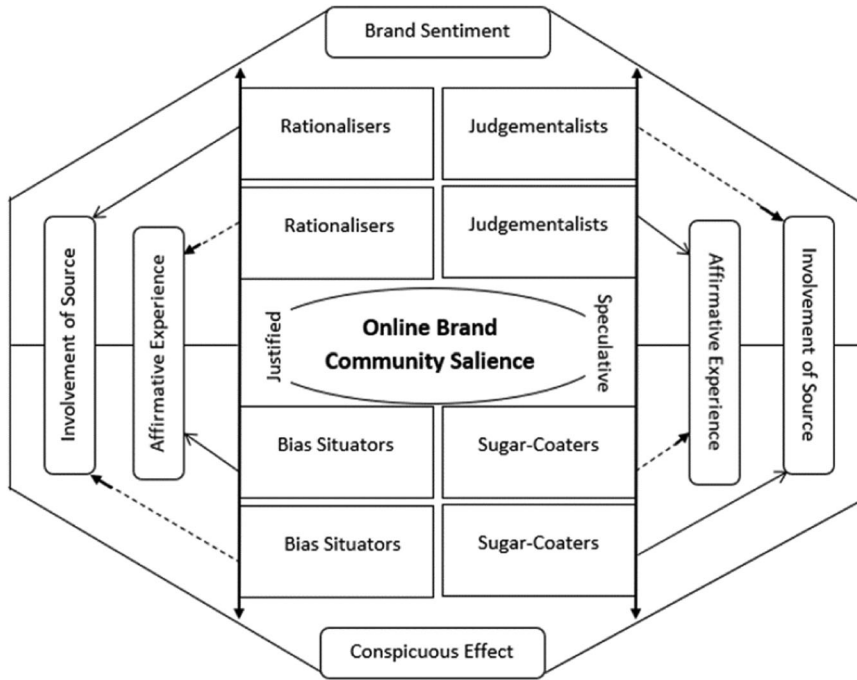 Brand Sentiment
Rationalisers
Judgementalists
Rationalisers
Judgementalists
Involvement of Source
Affirmative Experience
Justified
Online Brand
Community Salience
Speculative
Affirmative Experience
Involvement of Source
Bias Situators
Sugar-Coaters
Bias Situators
Sugar-Coaters
Conspicuous Effect